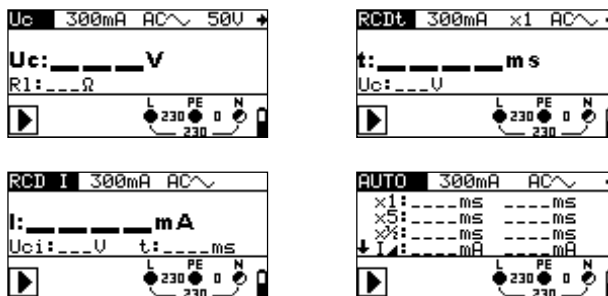 Uc 300mA AC 50V
Uc:____V
Rl:___Ω
L PE N
230 0
230
RCDt 300mA x1 AC
t:____ms
Uc:___V
L PE N
230 0
230
RCD I 300mA AC
I:____mA
Uci:___V t:____ms
L PE N
230 0
230
AUTO 300mA AC
x1:____ms ____ms
x5:____ms ____ms
x½:____ms ____ms
I◢:____mA ____mA
L PE N
230 0
230